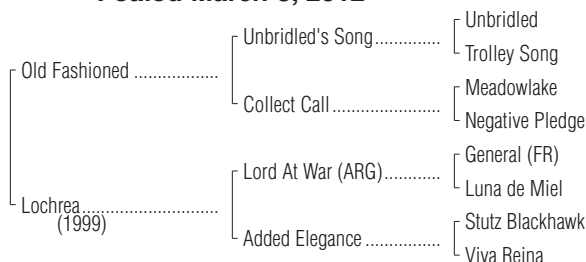 Foaled March 2012
Unbridled
Unbridled's Song.............
Trolley Song
Old Fashioned ..................
Meadowlake
Collect Call......................
Negative Pledge
General (FR)
Lord At War (ARG)...........
Luna de Miel
Lochrea.............................
(1999)
Stutz Blackhawk
Added Elegance ...............
Viva Reina